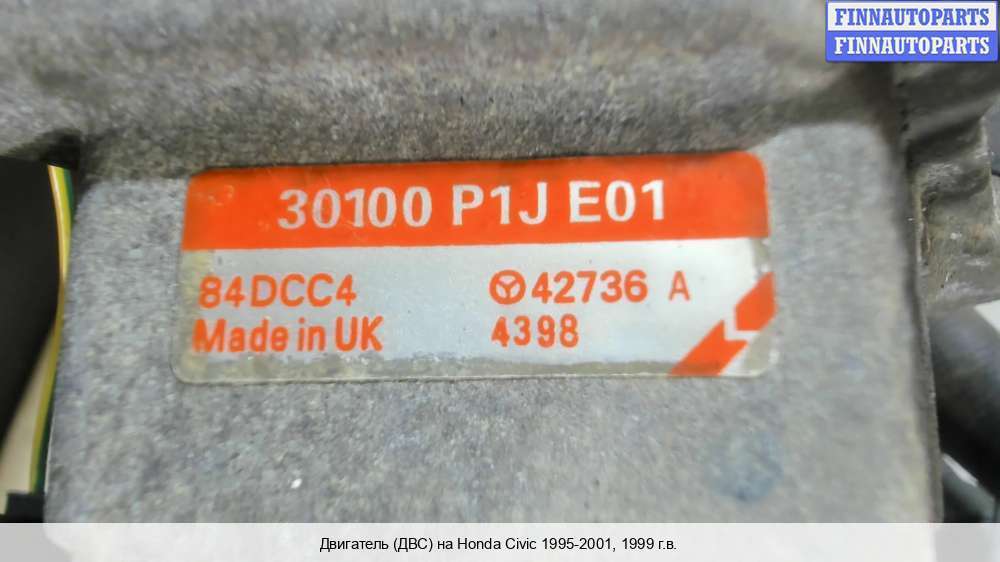 FINNAUTOPARTS
FINNAUTOPARTS
30100 P1J E01
84DCC4 42736 A
Made in UK 4398
Двигатель (ДВС) на Honda Civic 1995-2001, 1999 г.в.